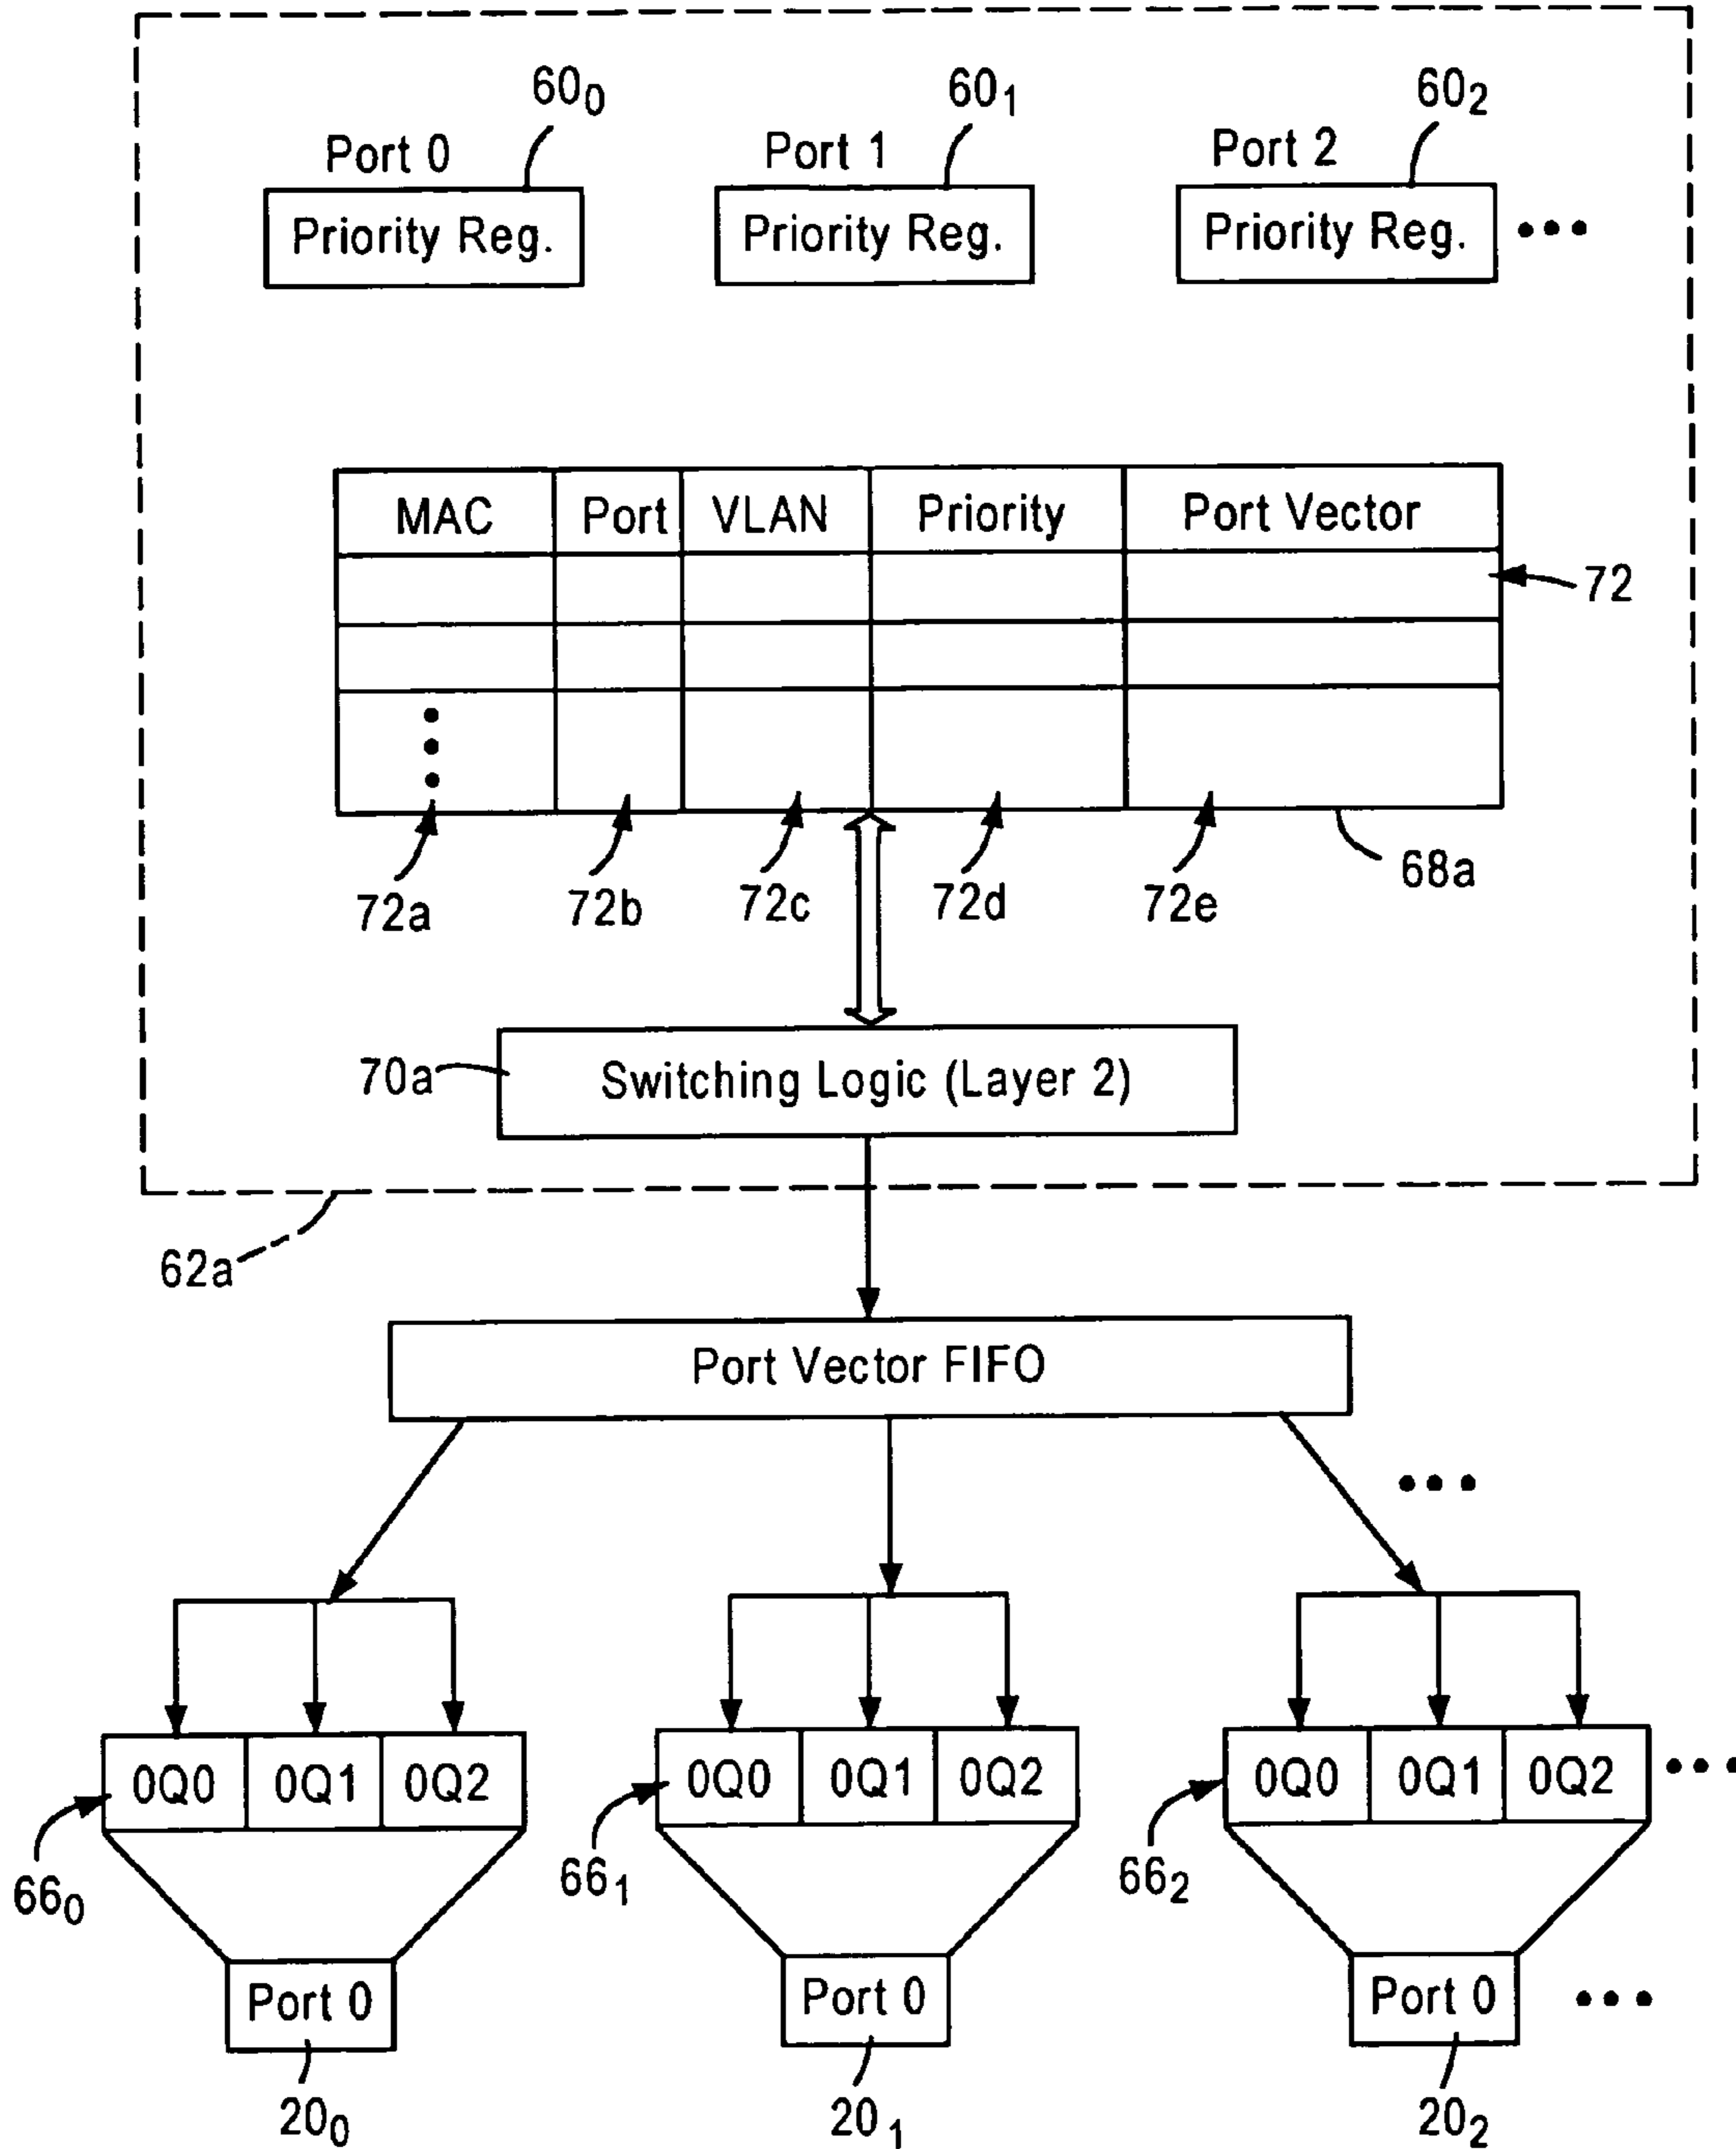 60₀ 60₁ 60₂
Port 0 Port 1 Port 2
Priority Reg. Priority Reg. Priority Reg. •••
MAC Port VLAN Priority Port Vector
72
72a 72b 72c 72d 72e 68a
70a Switching Logic (Layer 2)
62a
Port Vector FIFO
•••
0Q0 0Q1 0Q2 0Q0 0Q1 0Q2 0Q0 0Q1 0Q2 •••
66₀ 66₁ 66₂
Port 0 Port 0 Port 0 •••
20₀ 20₁ 20₂